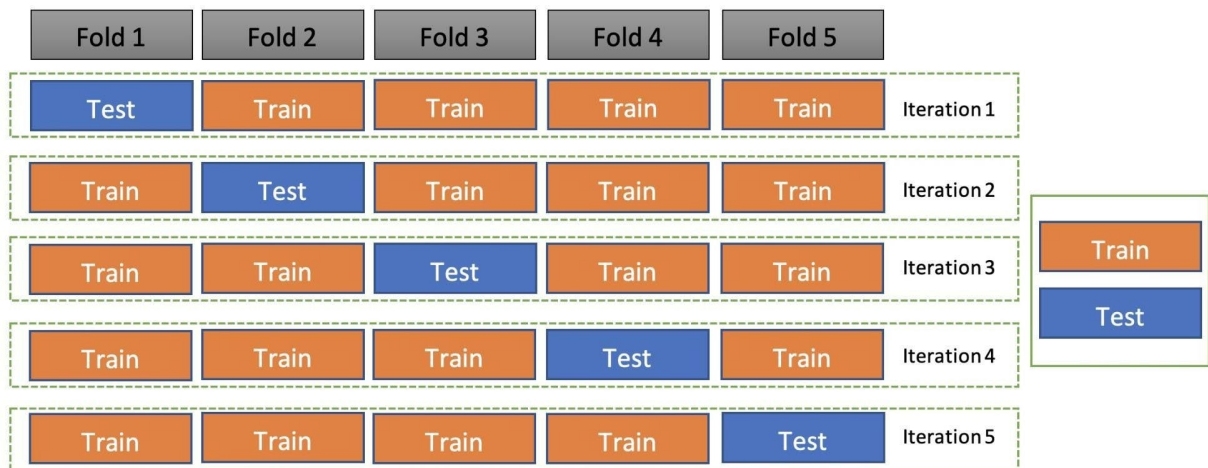 Fold 1 Fold 2 Fold 3 Fold 4 Fold 5
Test Train Train Train Train Iteration 1
Train Test Train Train Train Iteration 2
Train Train Test Train Train Iteration 3
Train Train Train Test Train Iteration 4
Train Train Train Train Test Iteration 5
Train
Test